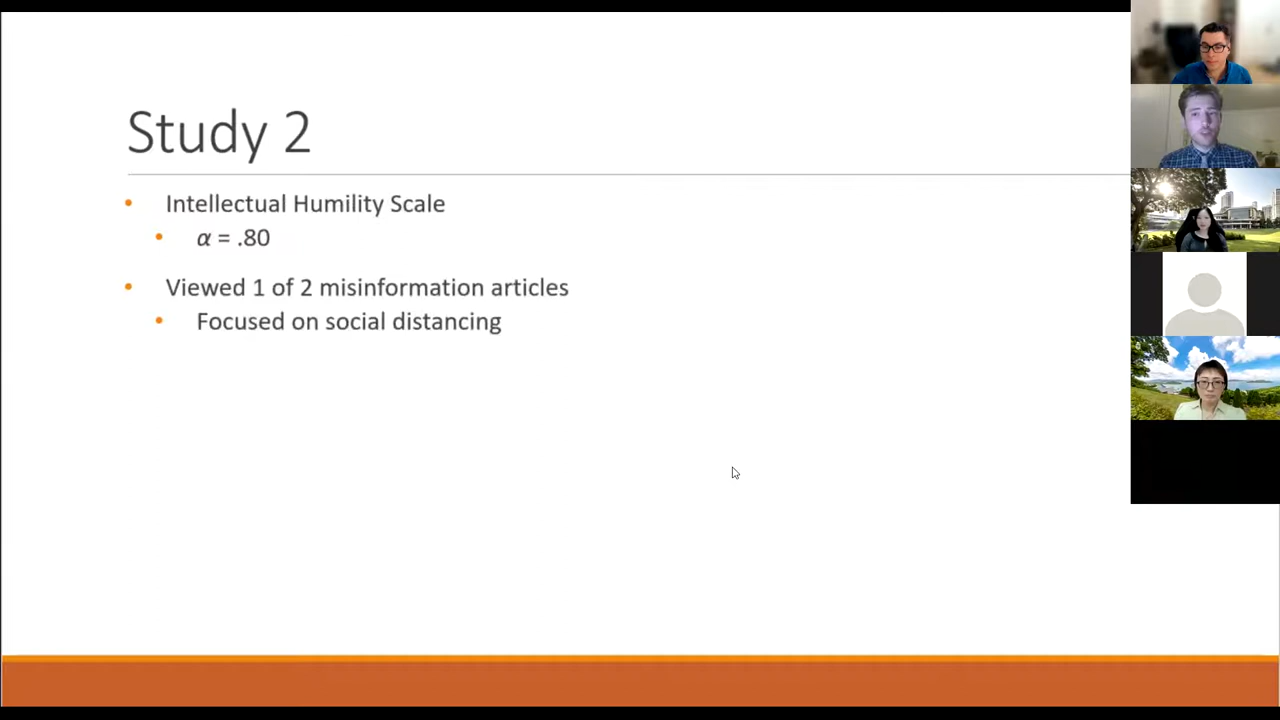 Study 2
Intellectual Humility Scale
α = .80
Viewed 1 of 2 misinformation articles
Focused on social distancing